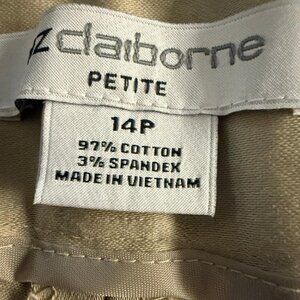 z claiborne
PETITE
14P
97% COTTON
3% SPANDEX
MADE IN VIETNAM